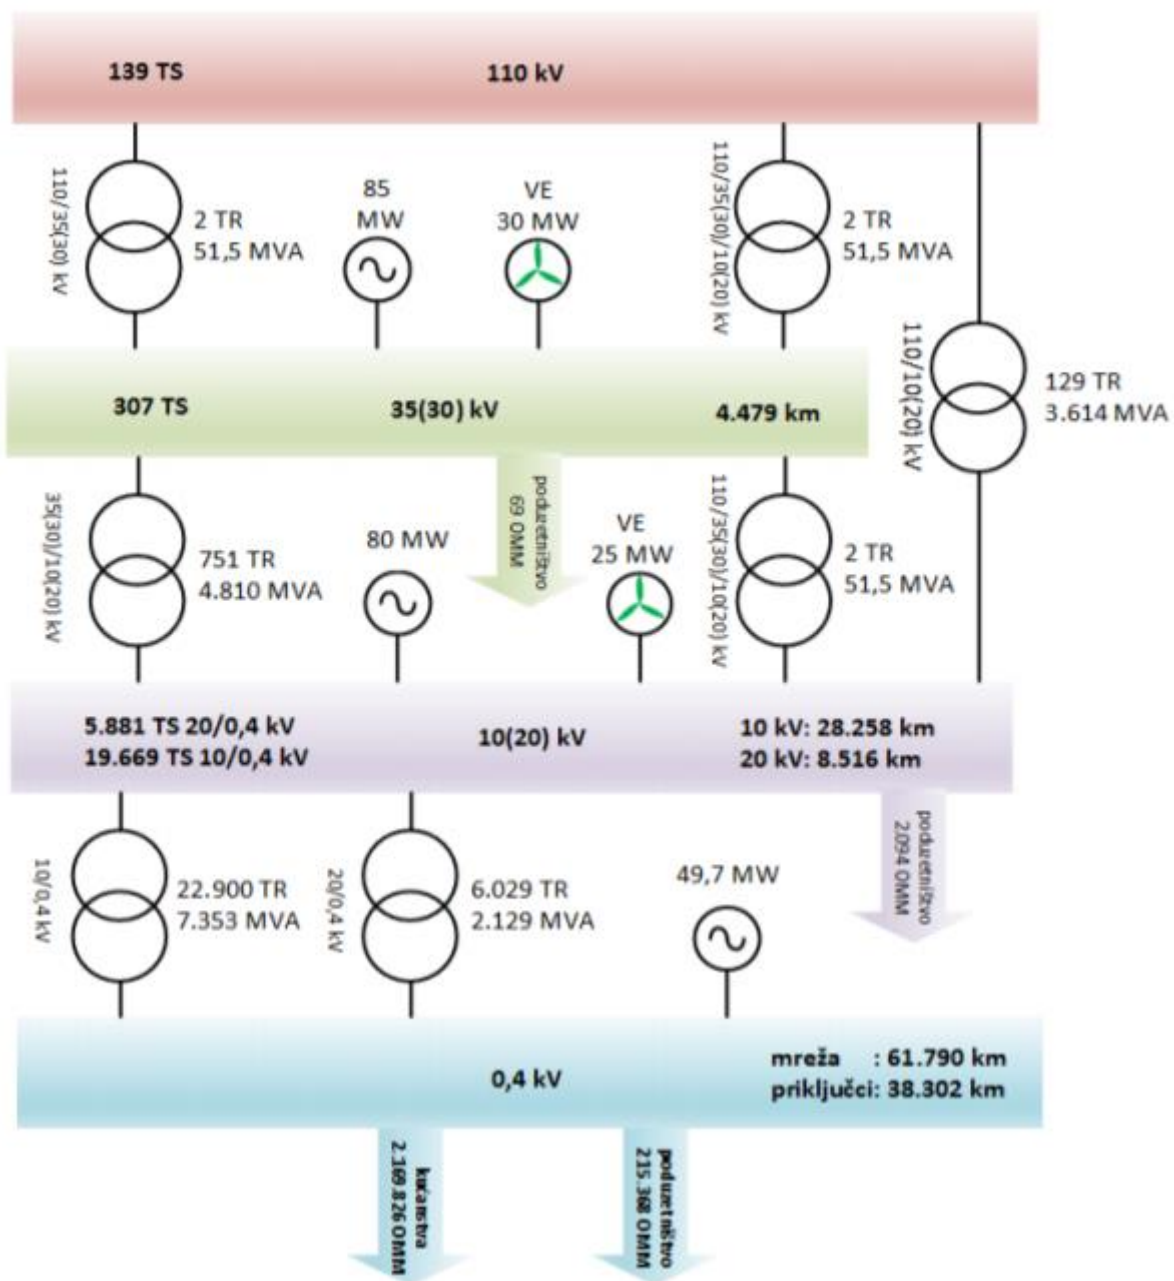 139 TS
110 kV
110/35(30) kV
2 TR
51,5 MVA
85
MW
VE
30 MW
110/35(30)/10(20) kV
2 TR
51,5 MVA
110/10(20) kV
129 TR
3.614 MVA
307 TS
35(30) kV
4.479 km
poduzetništvo
69 OMM
35(30)/10(20) kV
751 TR
4.810 MVA
80 MW
VE
25 MW
110/35(30)/10(20) kV
2 TR
51,5 MVA
5.881 TS 20/0,4 kV
19.669 TS 10/0,4 kV
10(20) kV
10 kV: 28.258 km
20 kV: 8.516 km
poduzetništvo
2.094 OMM
10/0,4 kV
22.900 TR
7.353 MVA
20/0,4 kV
6.029 TR
2.129 MVA
49,7 MW
0,4 kV
mreža : 61.790 km
priključci: 38.302 km
kućanstva
2.169.826 OMM
poduzetništvo
215.368 OMM